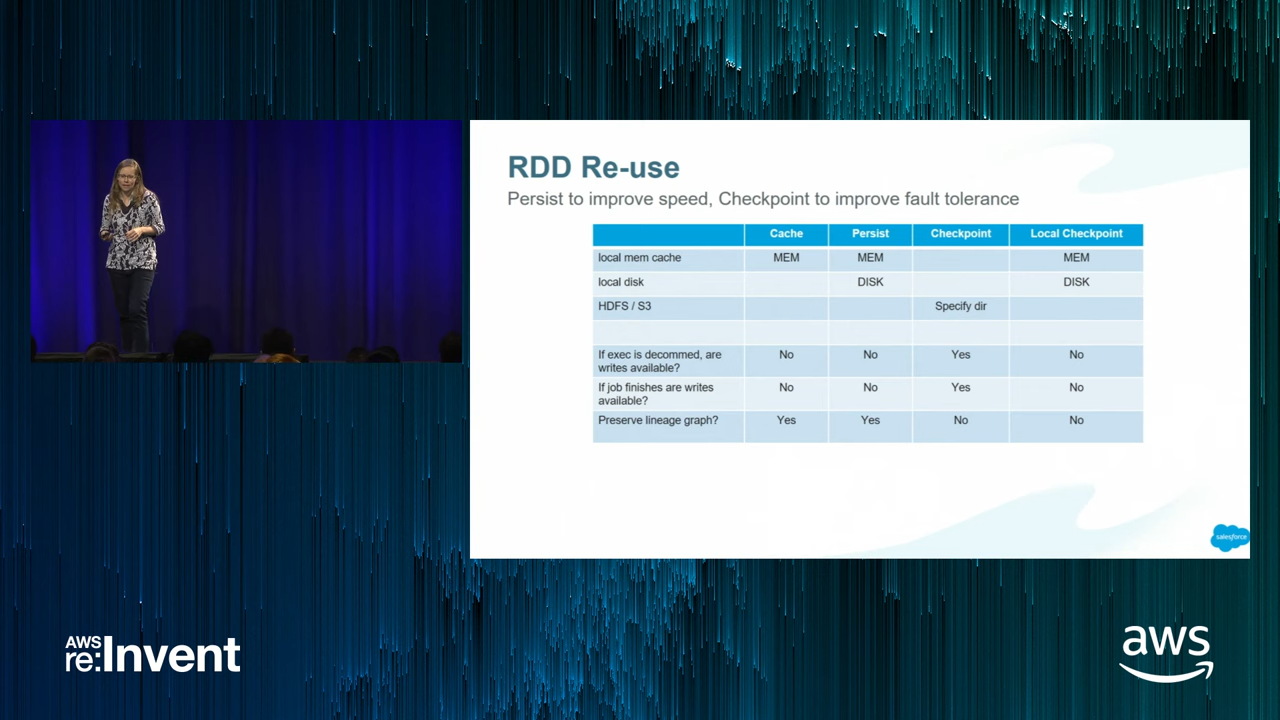 RDD Re-use
Persist to improve speed, Checkpoint to improve fault tolerance
Cache Persist Checkpoint Local Checkpoint
local mem cache MEM MEM MEM
local disk DISK DISK
HDFS / S3 Specify dir
If exec is decommed, are
writes available? No No Yes No
If job finishes are writes
available? No No Yes No
Preserve lineage graph? Yes Yes No No
salesforce
AWS
re:Invent
aws